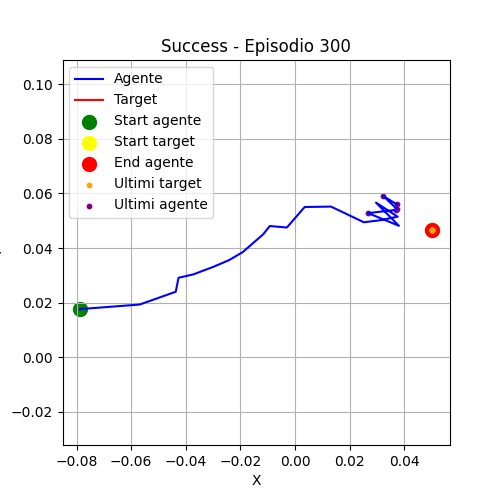 Success - Episodio 300
Agente
Target
Start agente
Start target
End agente
Ultimi target
Ultimi agente
0.10
0.08
0.06
0.04
0.02
0.00
−0.02
−0.08 −0.06 −0.04 −0.02 0.00 0.02 0.04
X